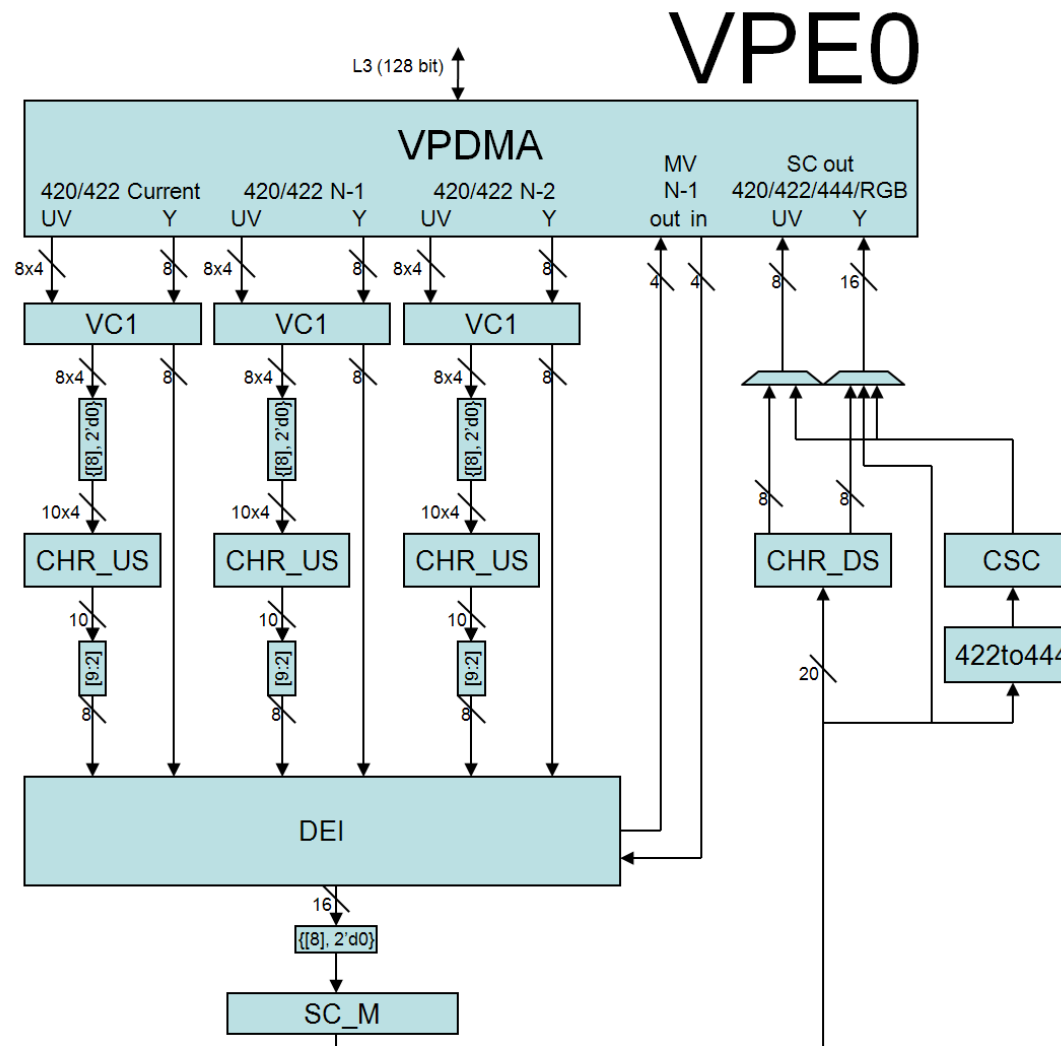 VPE0
L3 (128 bit)
VPDMA
420/422 Current
UV Y
420/422 N-1
UV Y
420/422 N-2
UV Y
MV
N-1
out in
SC out
420/422/444/RGB
UV Y
8x4 8 8x4 8 8x4 8 4 4 8 16
VC1 VC1 VC1
8x4 8 8x4 8 8x4 8
{[8], 2'd0} {[8], 2'd0} {[8], 2'd0}
10x4 10x4 10x4 8 8
CHR_US CHR_US CHR_US CHR_DS CSC
10 10 10
[9:2] [9:2] [9:2] 20 422to444
8 8 8
DEI
16
{[8], 2'd0}
SC_M